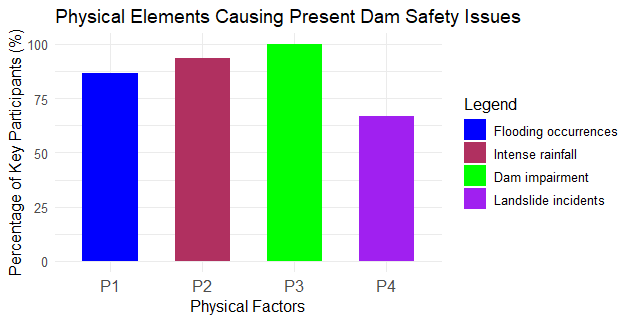 Physical Elements Causing Present Dam Safety Issues
Percentage of Key Participants (%)
100
75
50
25
0
P1
P2
P3
P4
Physical Factors
Legend
Flooding occurrences
Intense rainfall
Dam impairment
Landslide incidents